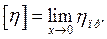 [η] = lim η_{i∂}.
x→0